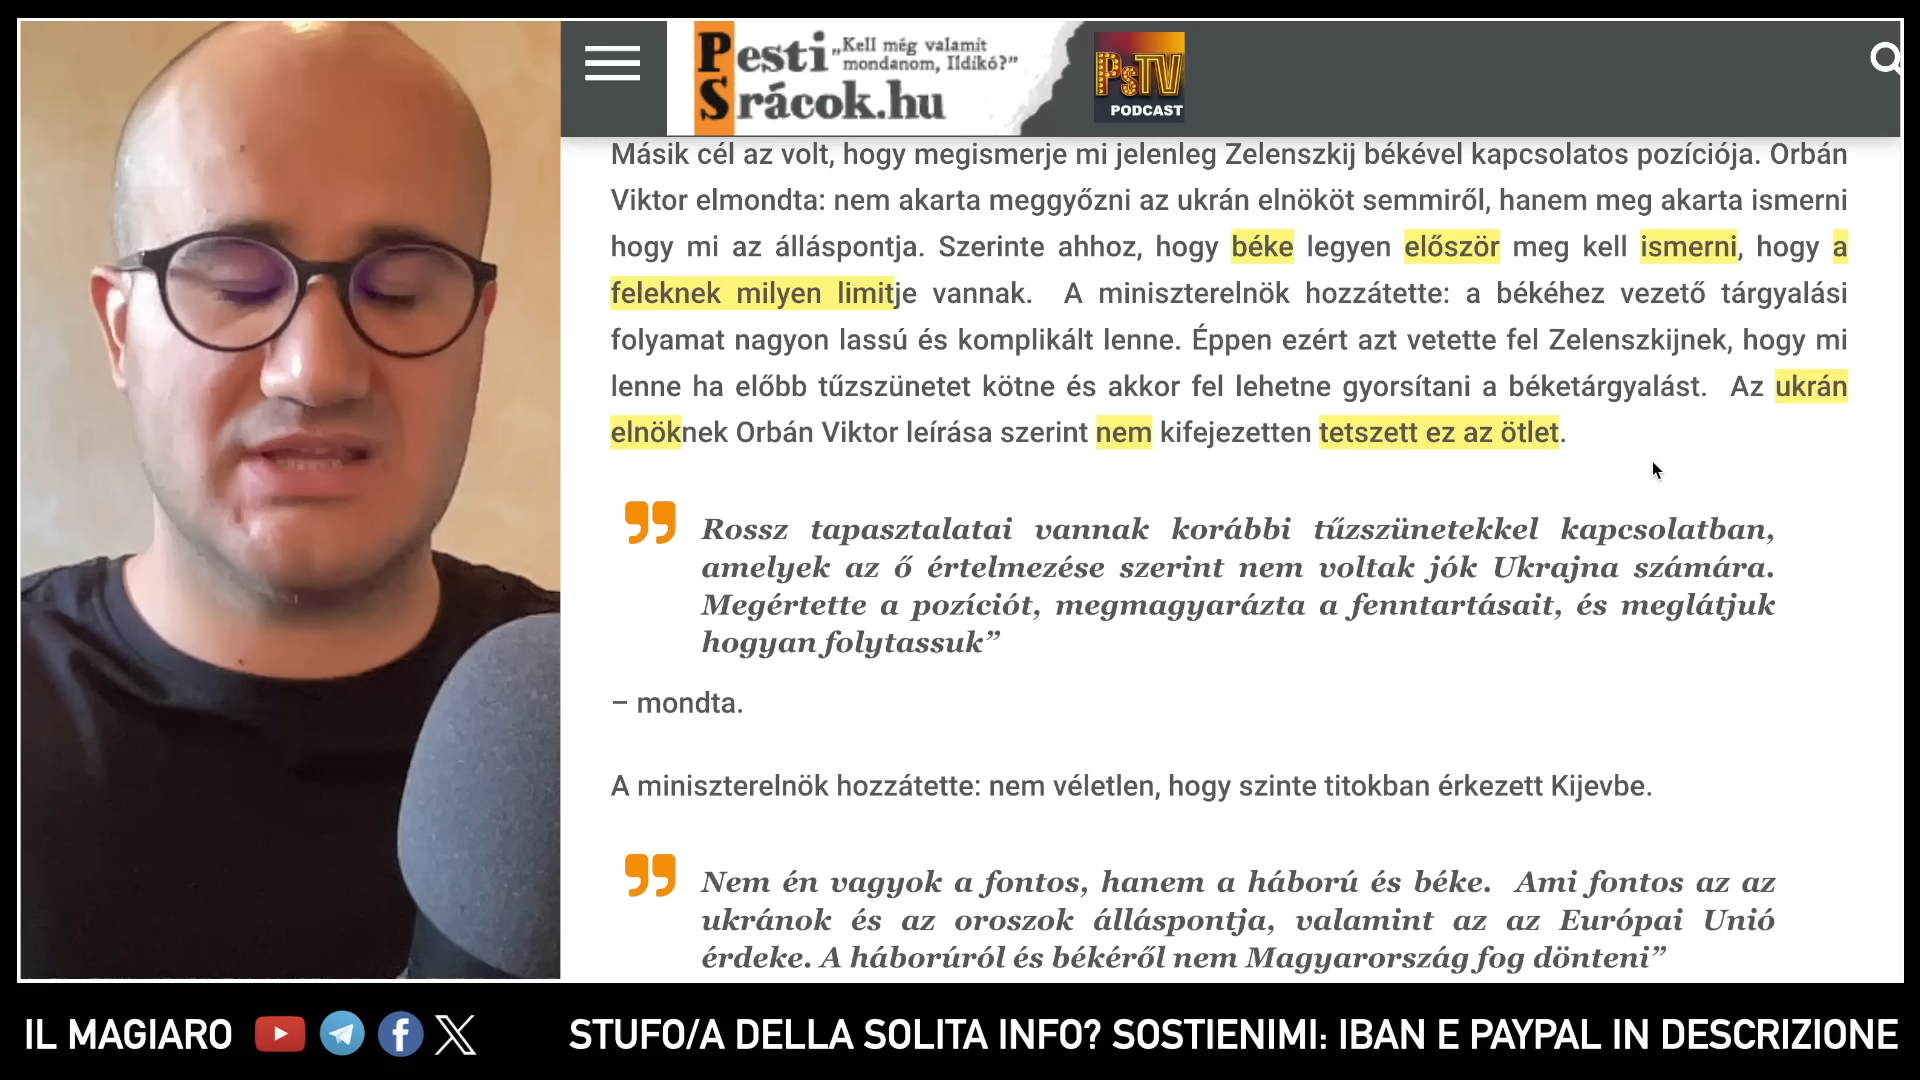 Pesti
Srácok.hu
„Kell még valamit
mondanom, Ildikó?”
PsTV
PODCAST
Másik cél az volt, hogy megismerje mi jelenleg Zelenszkij békével kapcsolatos pozíciója. Orbán
Viktor elmondta: nem akarta meggyőzni az ukrán elnököt semmiről, hanem meg akarta ismerni
hogy mi az álláspontja. Szerinte ahhoz, hogy béke legyen először meg kell ismerni, hogy a
feleknek milyen limitje vannak. A miniszterelnök hozzátette: a békéhez vezető tárgyalási
folyamat nagyon lassú és komplikált lenne. Éppen ezért azt vetette fel Zelenszkijnek, hogy mi
lenne ha előbb tűzszünetet kötne és akkor fel lehetne gyorsítani a béketárgyalást. Az ukrán
elnöknek Orbán Viktor leírása szerint nem kifejezetten tetszett ez az ötlet.
Rossz tapasztalatai vannak korábbi tűzszünetekkel kapcsolatban,
amelyek az ő értelmezése szerint nem voltak jók Ukrajna számára.
Megértette a pozíciót, megmagyarázta a fenntartásait, és meglátjuk
hogyan folytassuk”
– mondta.
A miniszterelnök hozzátette: nem véletlen, hogy szinte titokban érkezett Kijevbe.
Nem én vagyok a fontos, hanem a háború és béke. Ami fontos az az
ukránok és az oroszok álláspontja, valamint az az Európai Unió
érdeke. A háborúról és békéről nem Magyarország fog dönteni”
IL MAGIARO
STUFO/A DELLA SOLITA INFO? SOSTIENIMI: IBAN E PAYPAL IN DESCRIZIONE